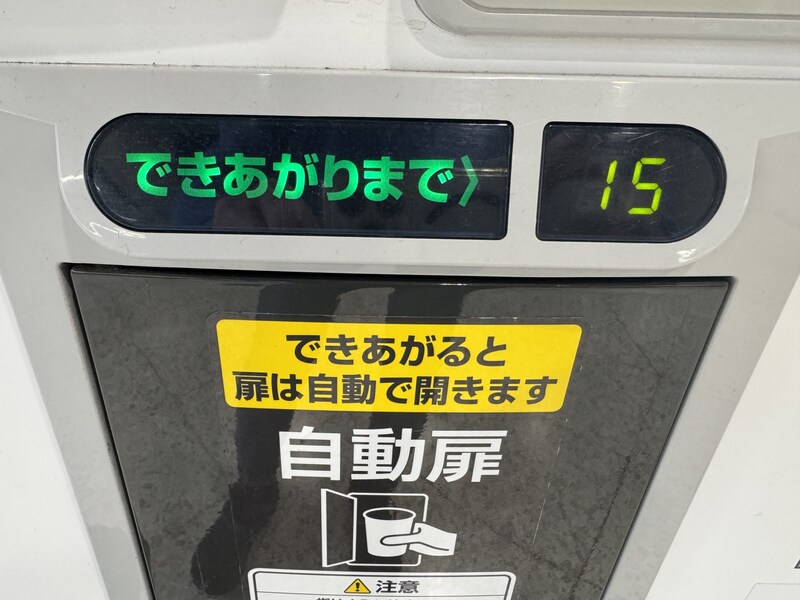 できあがりまで〉
15
できあがると
扉は自動で開きます
自動扉
注意